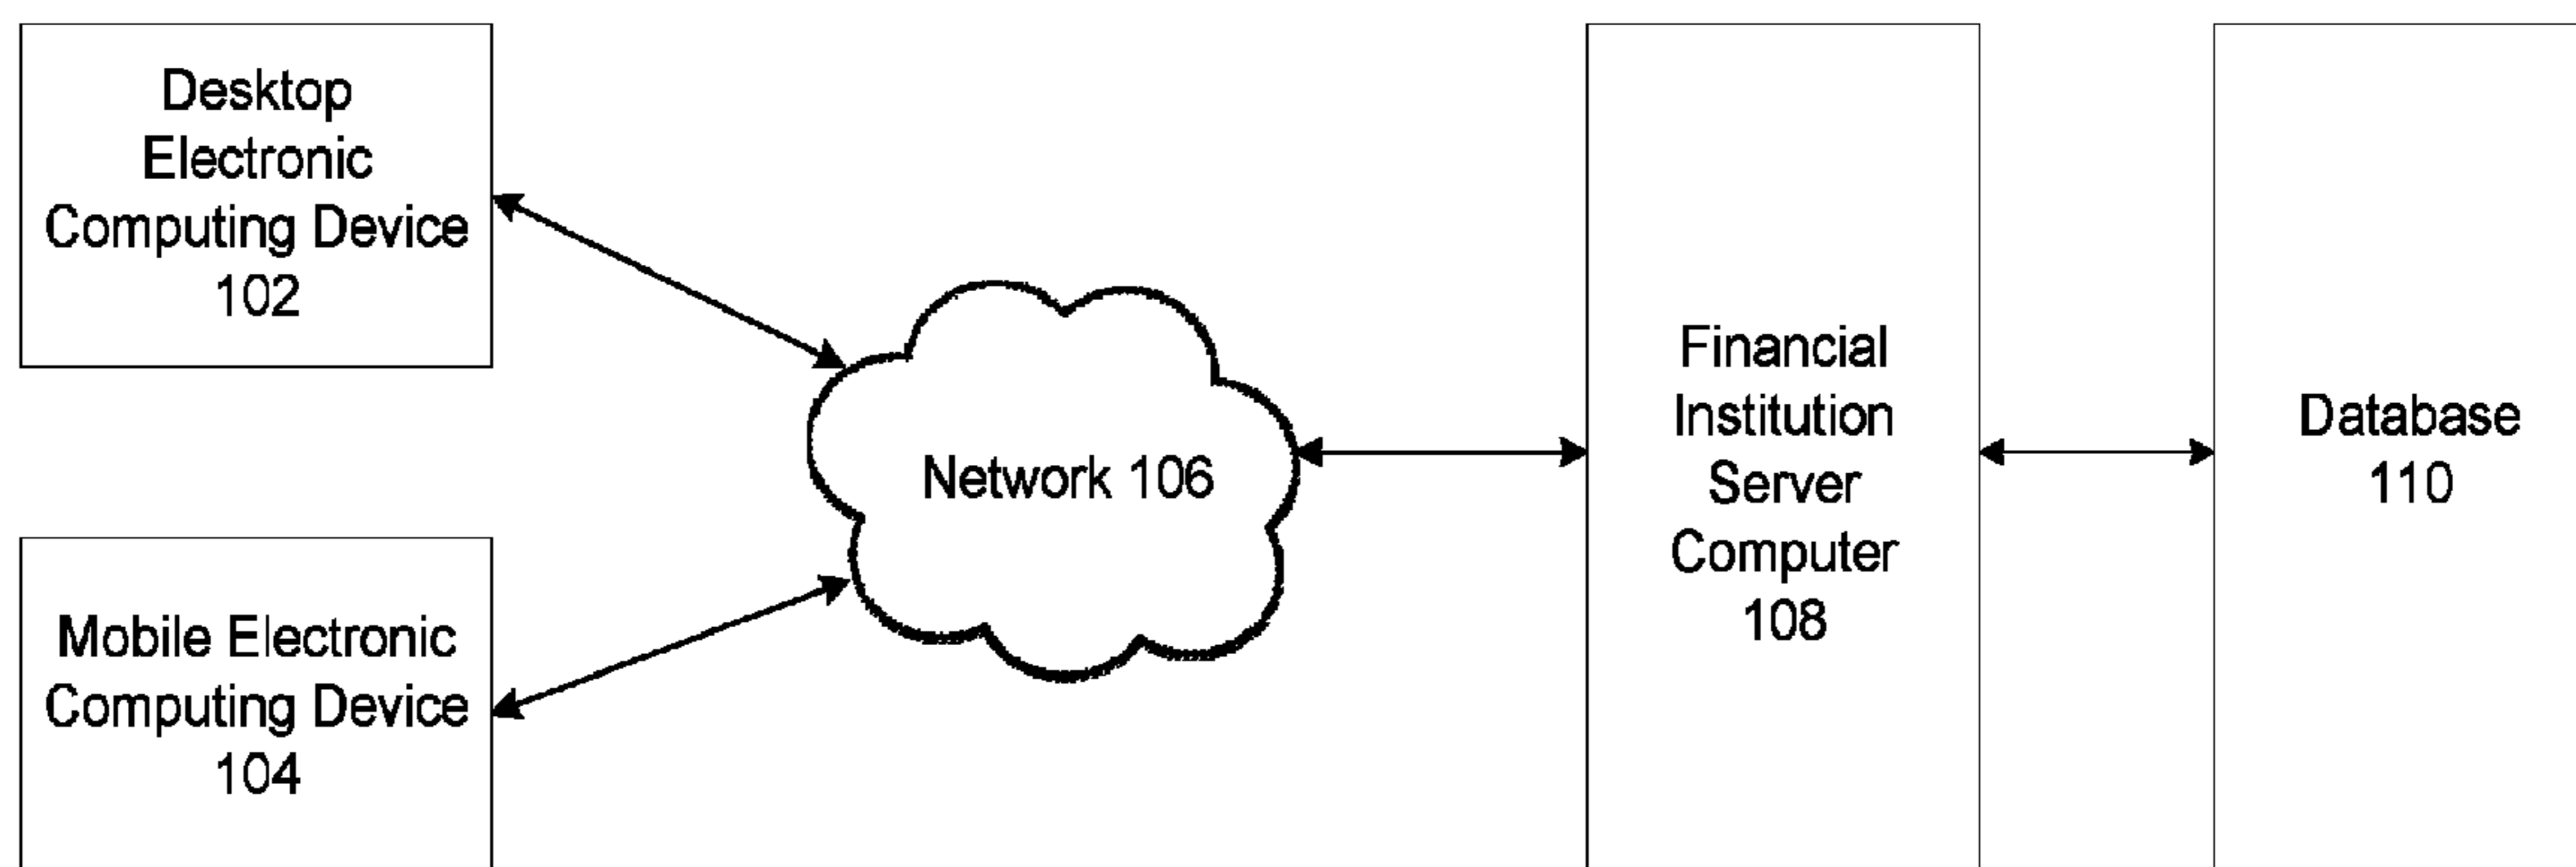 Desktop
Electronic
Computing Device
102
Mobile Electronic
Computing Device
104
Network 106
Financial
Institution
Server
Computer
108
Database
110